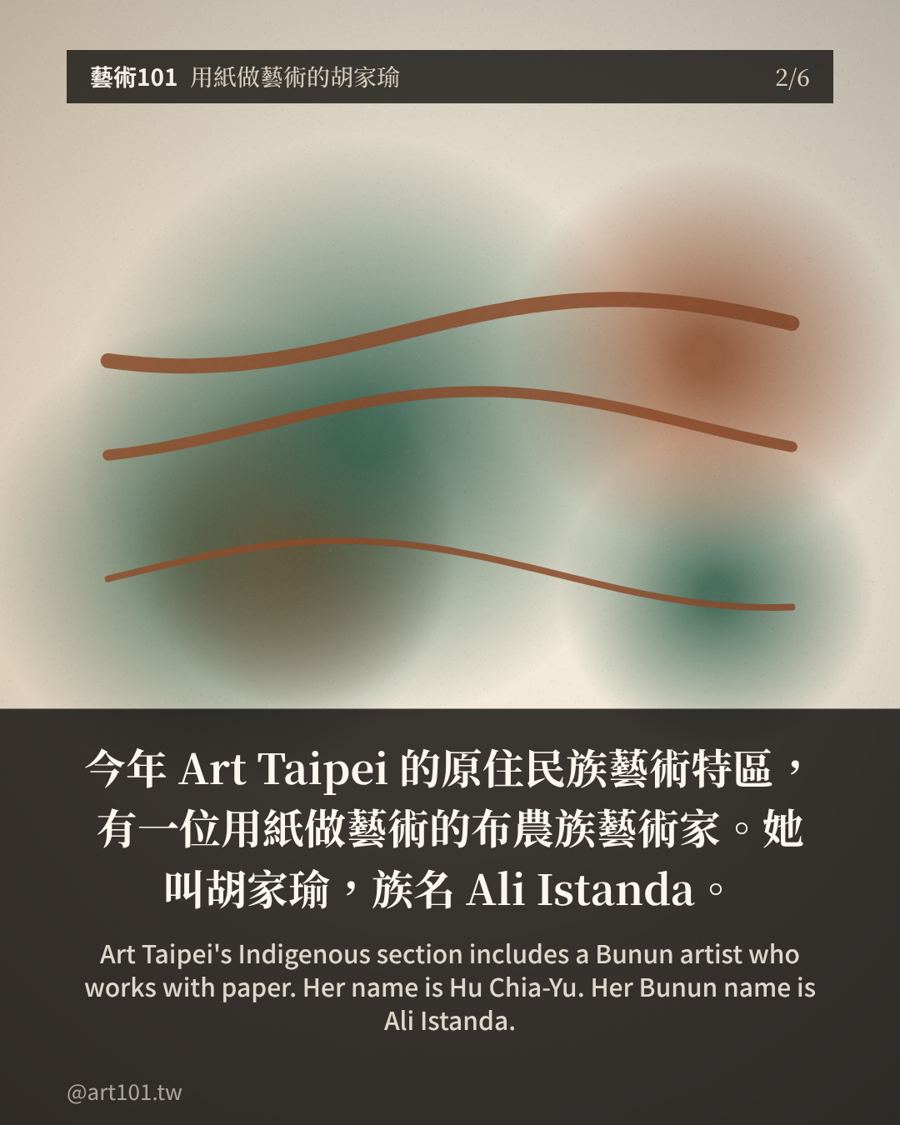 藝術101 用紙做藝術的胡家瑜 2/6
今年 Art Taipei 的原住民族藝術特區，
有一位用紙做藝術的布農族藝術家。她
叫胡家瑜，族名 Ali Istanda。
Art Taipei's Indigenous section includes a Bunun artist who
works with paper. Her name is Hu Chia-Yu. Her Bunun name is
Ali Istanda.
@art101.tw